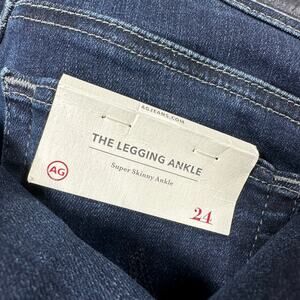 AGJEANS.COM
THE LEGGING ANKLE
Super Skinny Ankle
AG
24